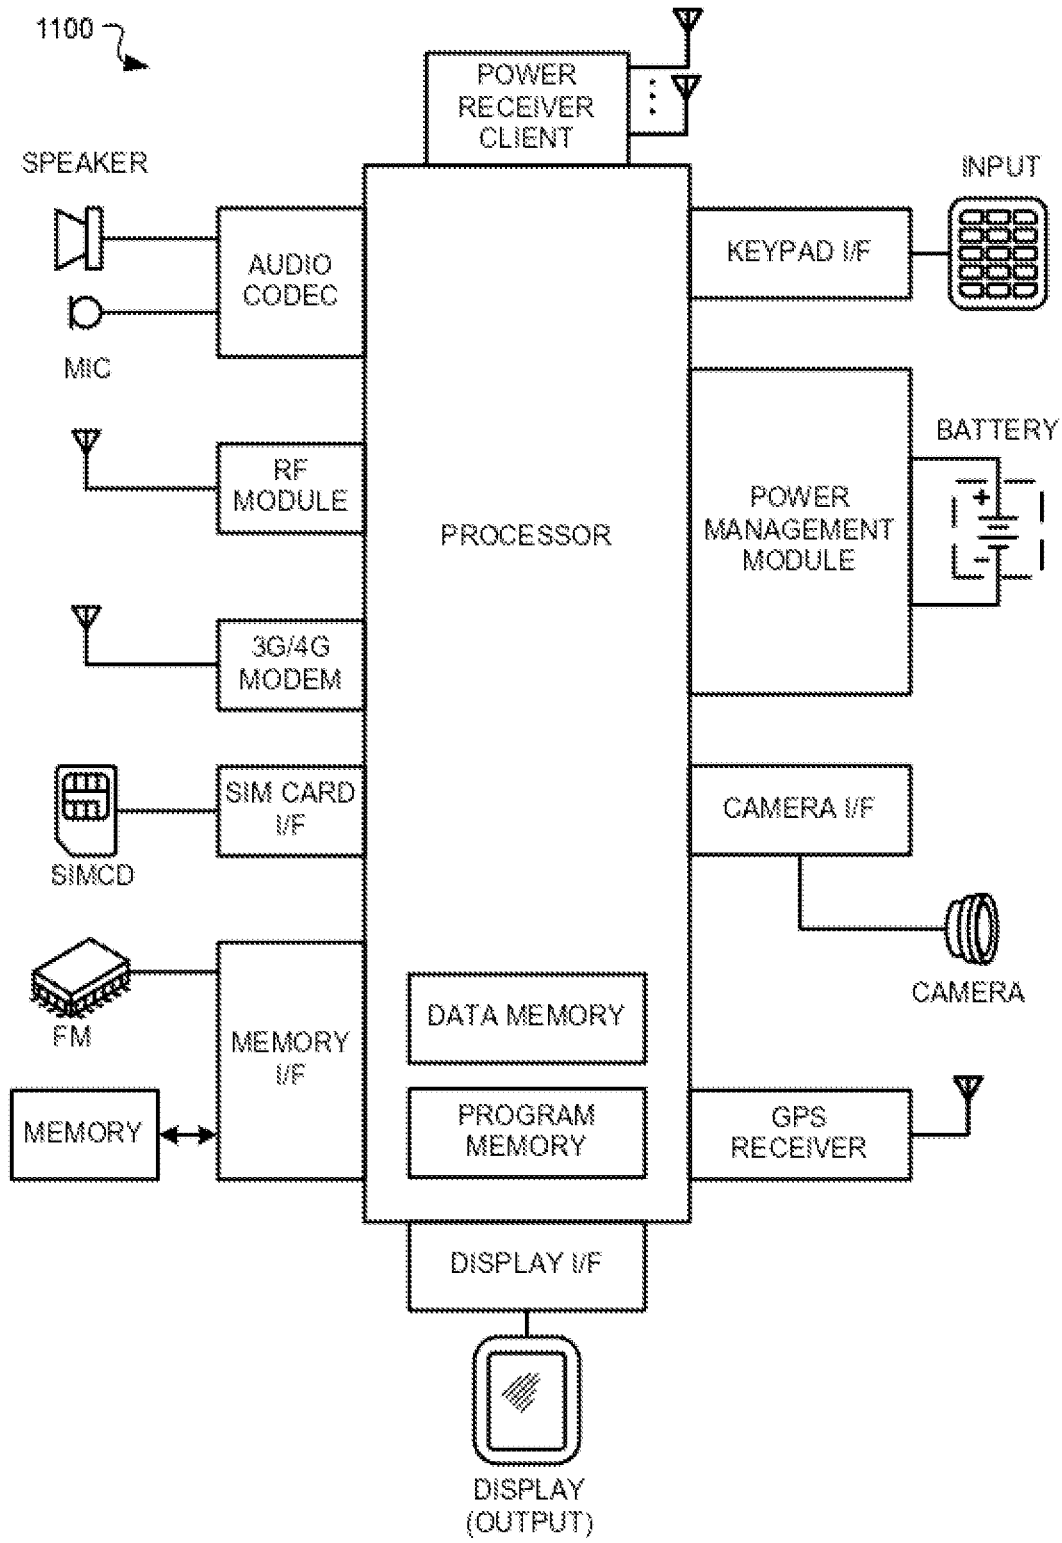 1100
POWER
RECEIVER
CLIENT
SPEAKER
INPUT
AUDIO
CODEC
KEYPAD I/F
MIC
BATTERY
RF
MODULE
PROCESSOR
POWER
MANAGEMENT
MODULE
+
-
3G/4G
MODEM
SIM CARD
I/F
CAMERA I/F
SIMCD
CAMERA
FM
MEMORY
I/F
DATA MEMORY
MEMORY
PROGRAM
MEMORY
GPS
RECEIVER
DISPLAY I/F
DISPLAY
(OUTPUT)